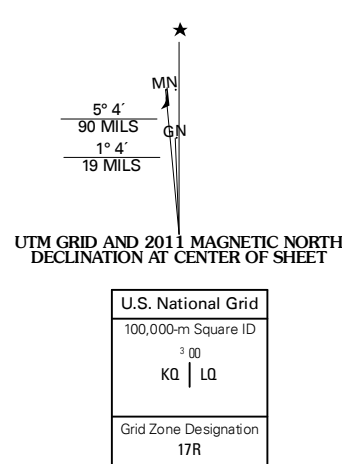 MN
5° 4´
90 MILS
GN
1° 4´
19 MILS
UTM GRID AND 2011 MAGNETIC NORTH
DECLINATION AT CENTER OF SHEET
U.S. National Grid
100,000-m Square ID
3 00
KQ LQ
Grid Zone Designation
17R